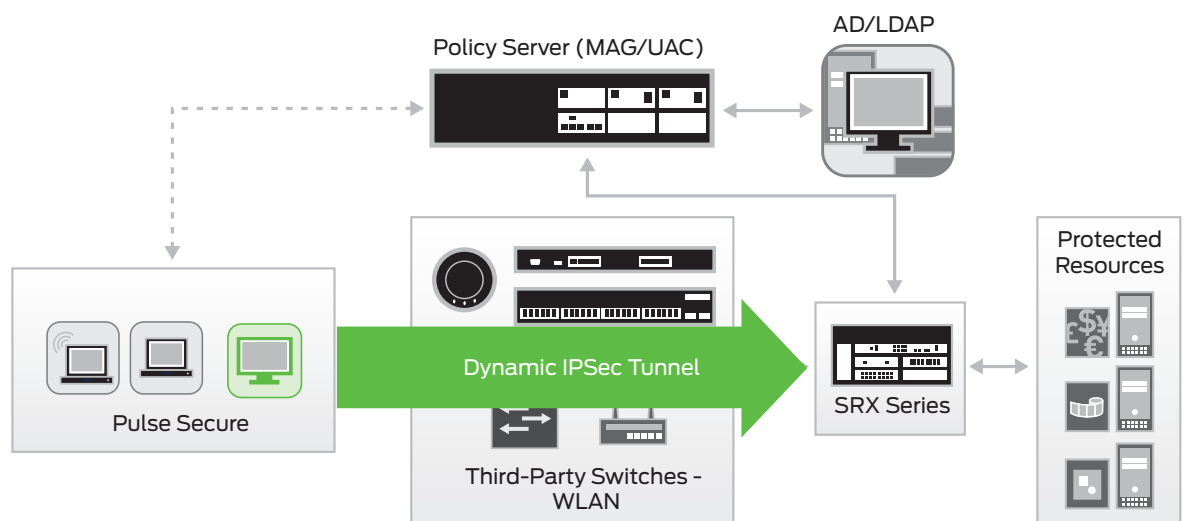 AD/LDAP
Policy Server (MAG/UAC)
Protected
Resources
£$¥
€
Dynamic IPSec Tunnel
Pulse Secure
SRX Series
Third-Party Switches -
WLAN